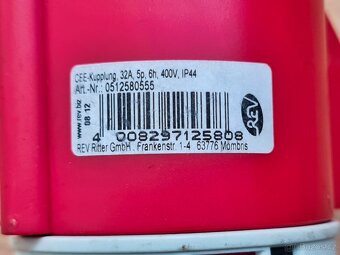 CEE-Kupplung, 32A, 5p, 6h, 400V, IP44
Art.-Nr.: 0512580555
www.rev.biz
08 12
REV
4 008297 125808
REV Ritter GmbH . Frankenstr. 1-4 63776 Mömbris